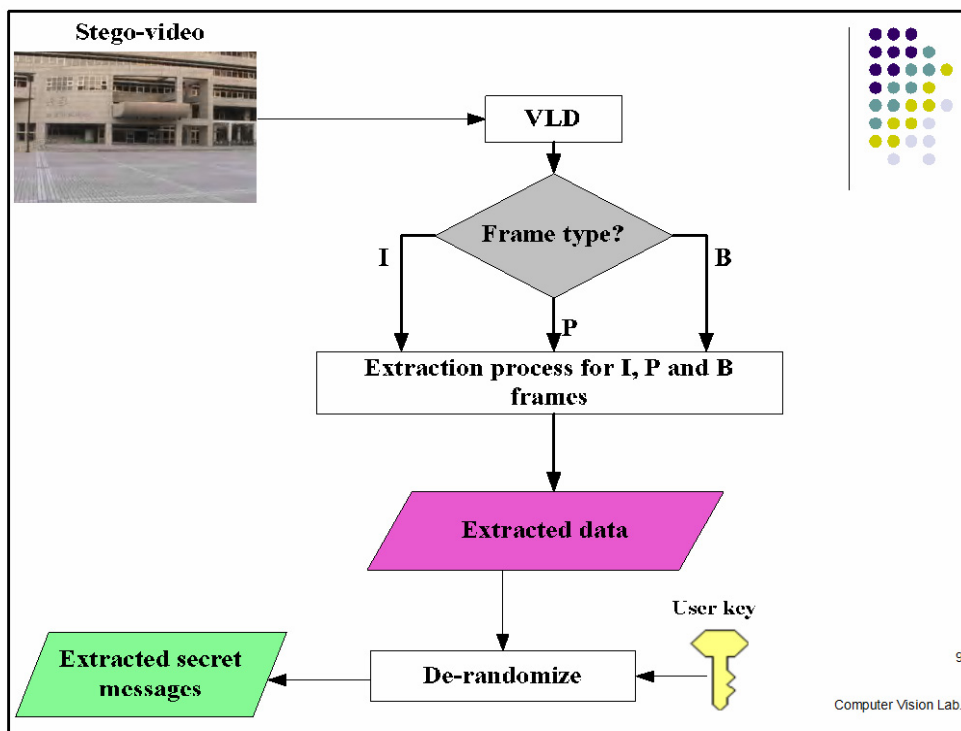 Stego-video
VLD
Frame type?
I
B
P
Extraction process for I, P and B
frames
Extracted data
User key
De-randomize
Extracted secret
messages
9
Computer Vision Lab.